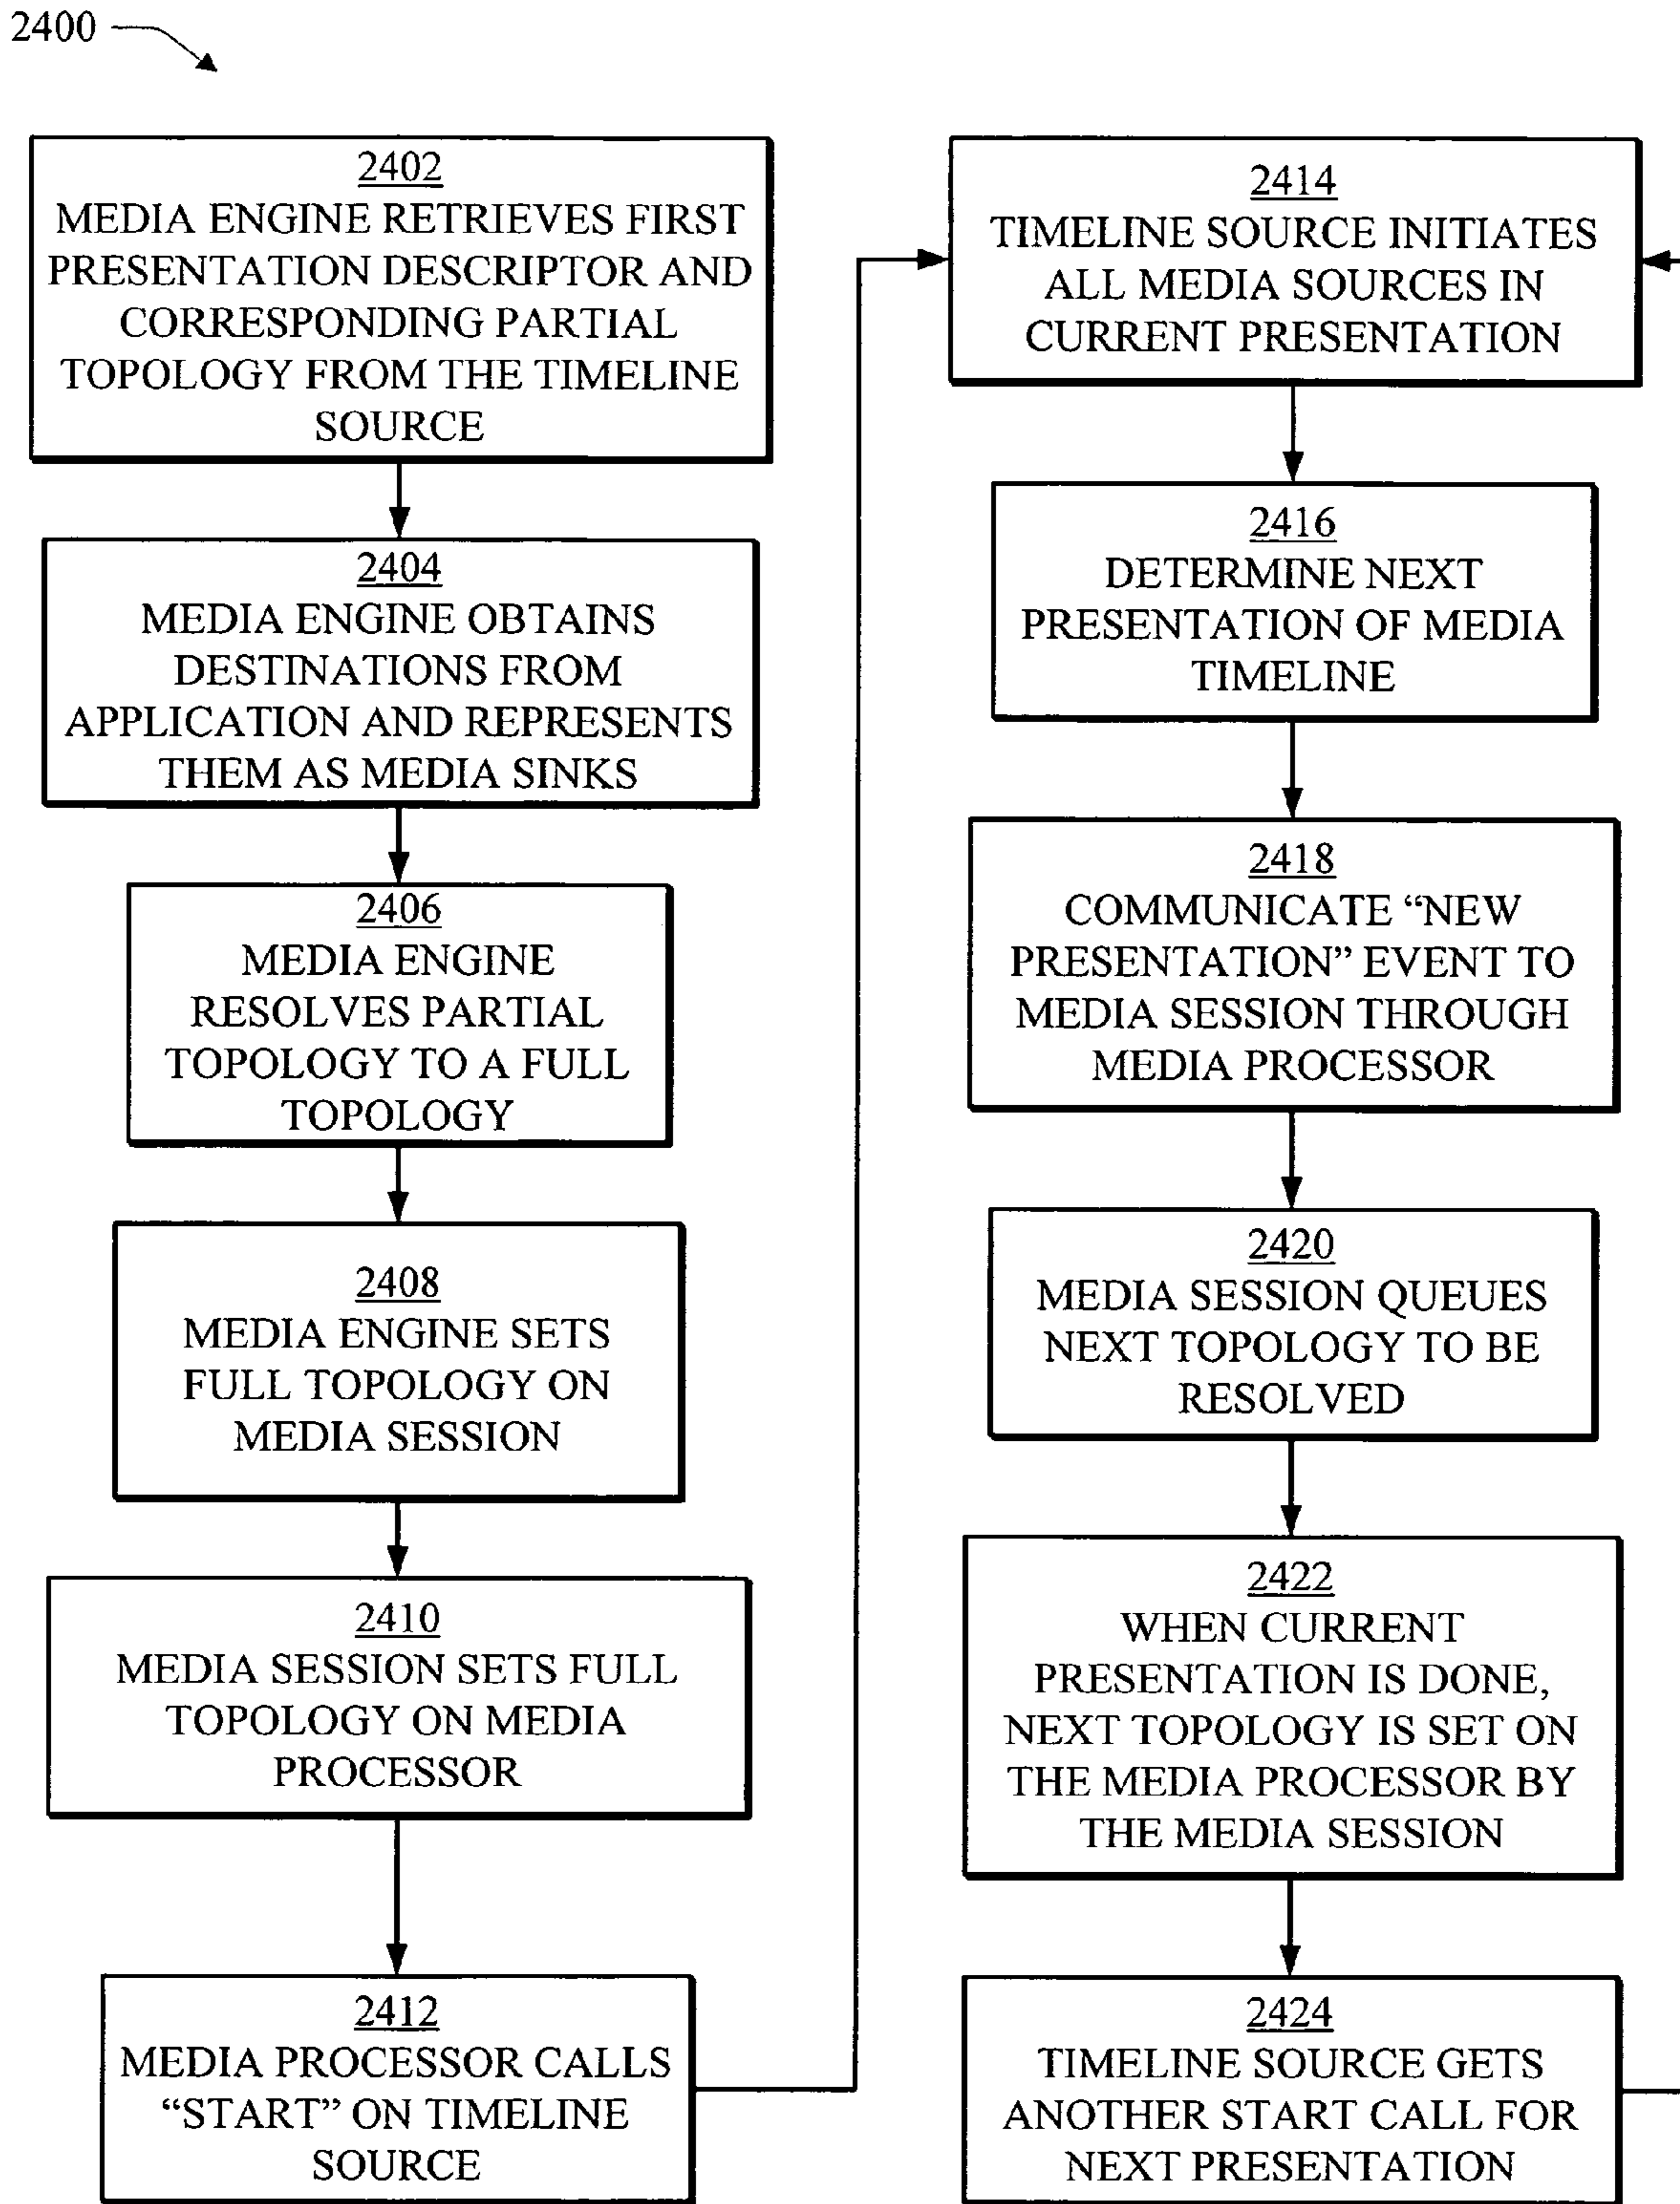 2400
2402
MEDIA ENGINE RETRIEVES FIRST
PRESENTATION DESCRIPTOR AND
CORRESPONDING PARTIAL
TOPOLOGY FROM THE TIMELINE
SOURCE
2404
MEDIA ENGINE OBTAINS
DESTINATIONS FROM
APPLICATION AND REPRESENTS
THEM AS MEDIA SINKS
2406
MEDIA ENGINE
RESOLVES PARTIAL
TOPOLOGY TO A FULL
TOPOLOGY
2408
MEDIA ENGINE SETS
FULL TOPOLOGY ON
MEDIA SESSION
2410
MEDIA SESSION SETS FULL
TOPOLOGY ON MEDIA
PROCESSOR
2412
MEDIA PROCESSOR CALLS
“START” ON TIMELINE
SOURCE
2414
TIMELINE SOURCE INITIATES
ALL MEDIA SOURCES IN
CURRENT PRESENTATION
2416
DETERMINE NEXT
PRESENTATION OF MEDIA
TIMELINE
2418
COMMUNICATE “NEW
PRESENTATION” EVENT TO
MEDIA SESSION THROUGH
MEDIA PROCESSOR
2420
MEDIA SESSION QUEUES
NEXT TOPOLOGY TO BE
RESOLVED
2422
WHEN CURRENT
PRESENTATION IS DONE,
NEXT TOPOLOGY IS SET ON
THE MEDIA PROCESSOR BY
THE MEDIA SESSION
2424
TIMELINE SOURCE GETS
ANOTHER START CALL FOR
NEXT PRESENTATION